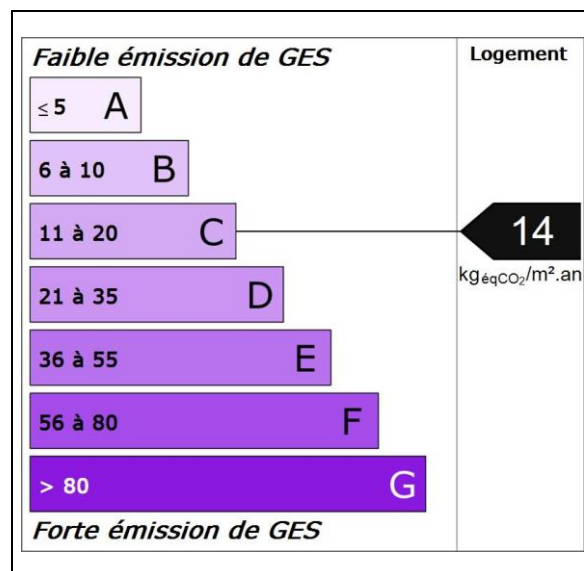 Faible émission de GES
Logement
≤ 5 A
6 à 10 B
11 à 20 C
14
kgéqCO₂/m².an
21 à 35 D
36 à 55 E
56 à 80 F
> 80 G
Forte émission de GES